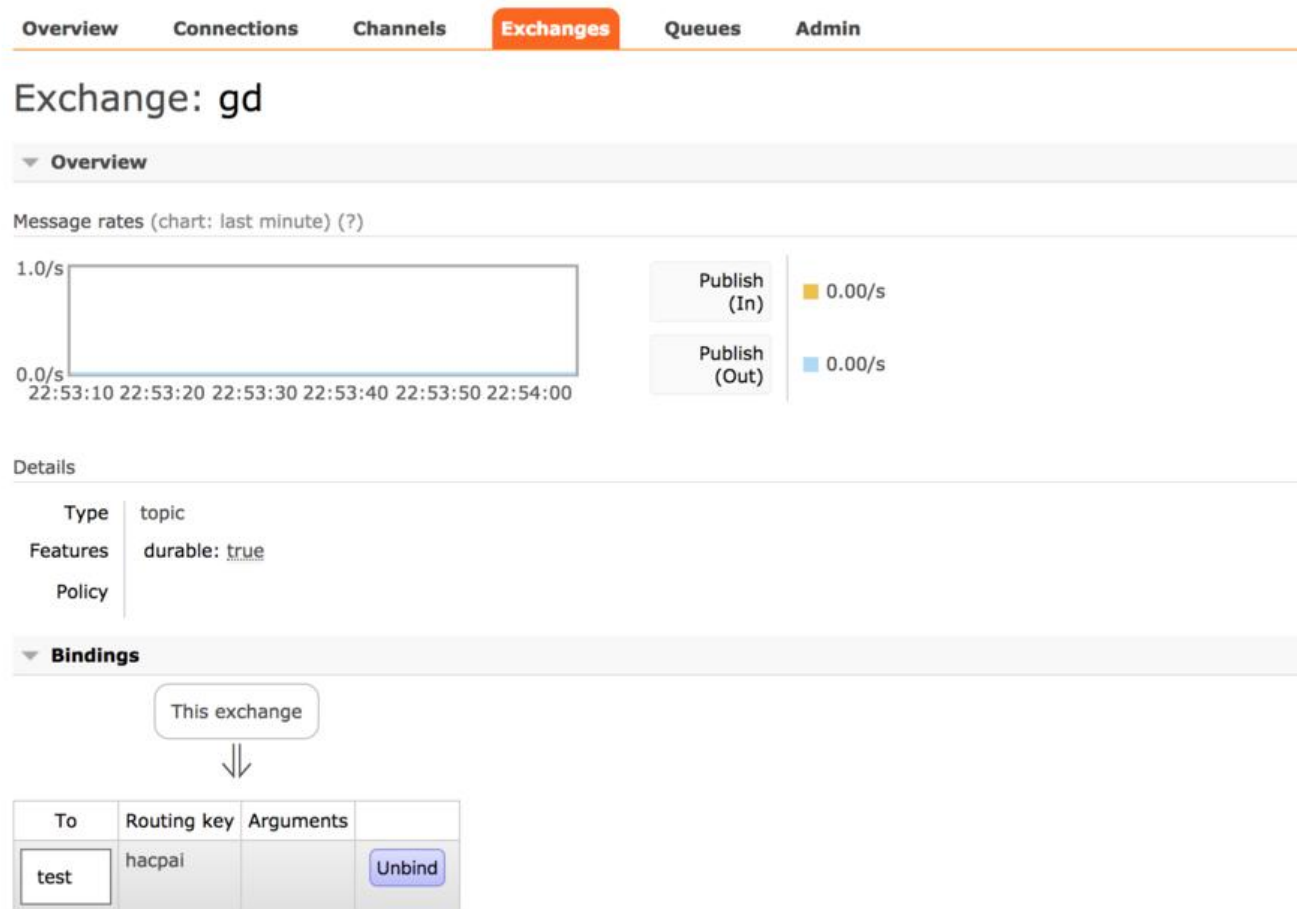 Overview Connections Channels Exchanges Queues Admin
Exchange: gd
Overview
Message rates (chart: last minute) (?)
1.0/s
0.0/s
22:53:10 22:53:20 22:53:30 22:53:40 22:53:50 22:54:00
Publish
(In)
0.00/s
Publish
(Out)
0.00/s
Details
Type topic
Features durable: true
Policy
Bindings
This exchange
To Routing key Arguments
test hacpai Unbind